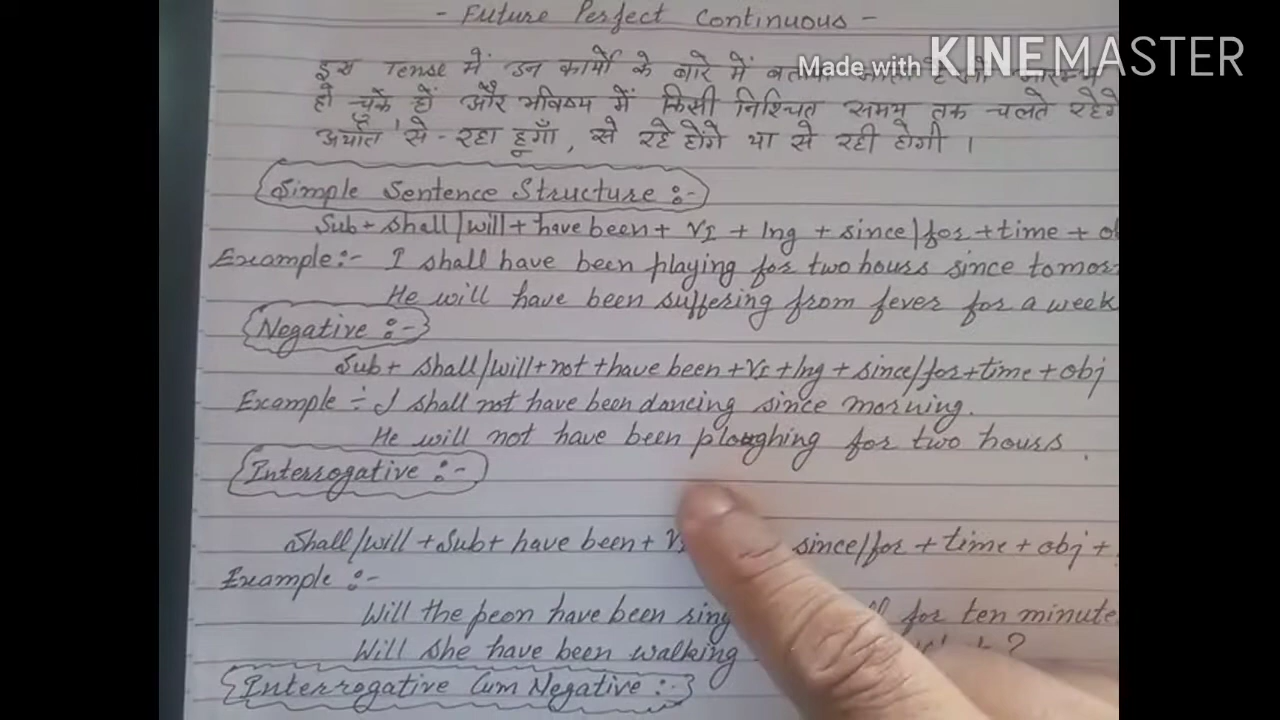 - Future Perfect Continuous -
Made with KINEMASTER
इस Tense में उन कार्यो के बारे में
हो चूकें हों और भविष्य में किसी निश्चित समय तक चलते रहेगे
अर्थात से - रहा हूगाँ, से रहे होंगे या से रही होगी ।
Simple Sentence Structure :-
Sub + shall/will + have been + VI + Ing + since/for + time +
Example :- I shall have been playing for two hours since
He will have been suffering from fever for a week
Negative :-
Sub + shall/will + not + have been + VI + Ing + since/for + time + obj
Example :- I shall not have been dancing since morning.
He will not have been ploughing for two hours.
Interrogative :-
Shall/will + Sub + have been + since/for + time + obj +
Example :-
Will the peon have been for ten
Will she have been walking ?
Interrogative Cum Negative :-